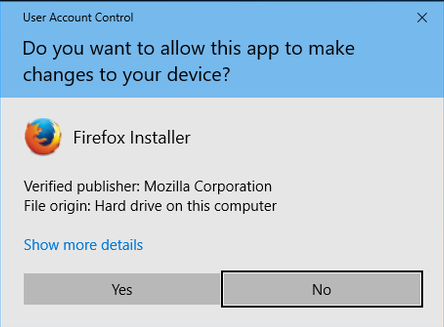 User Account Control
Do you want to allow this app to make
changes to your device?
Firefox Installer
Verified publisher: Mozilla Corporation
File origin: Hard drive on this computer
Show more details
Yes
No